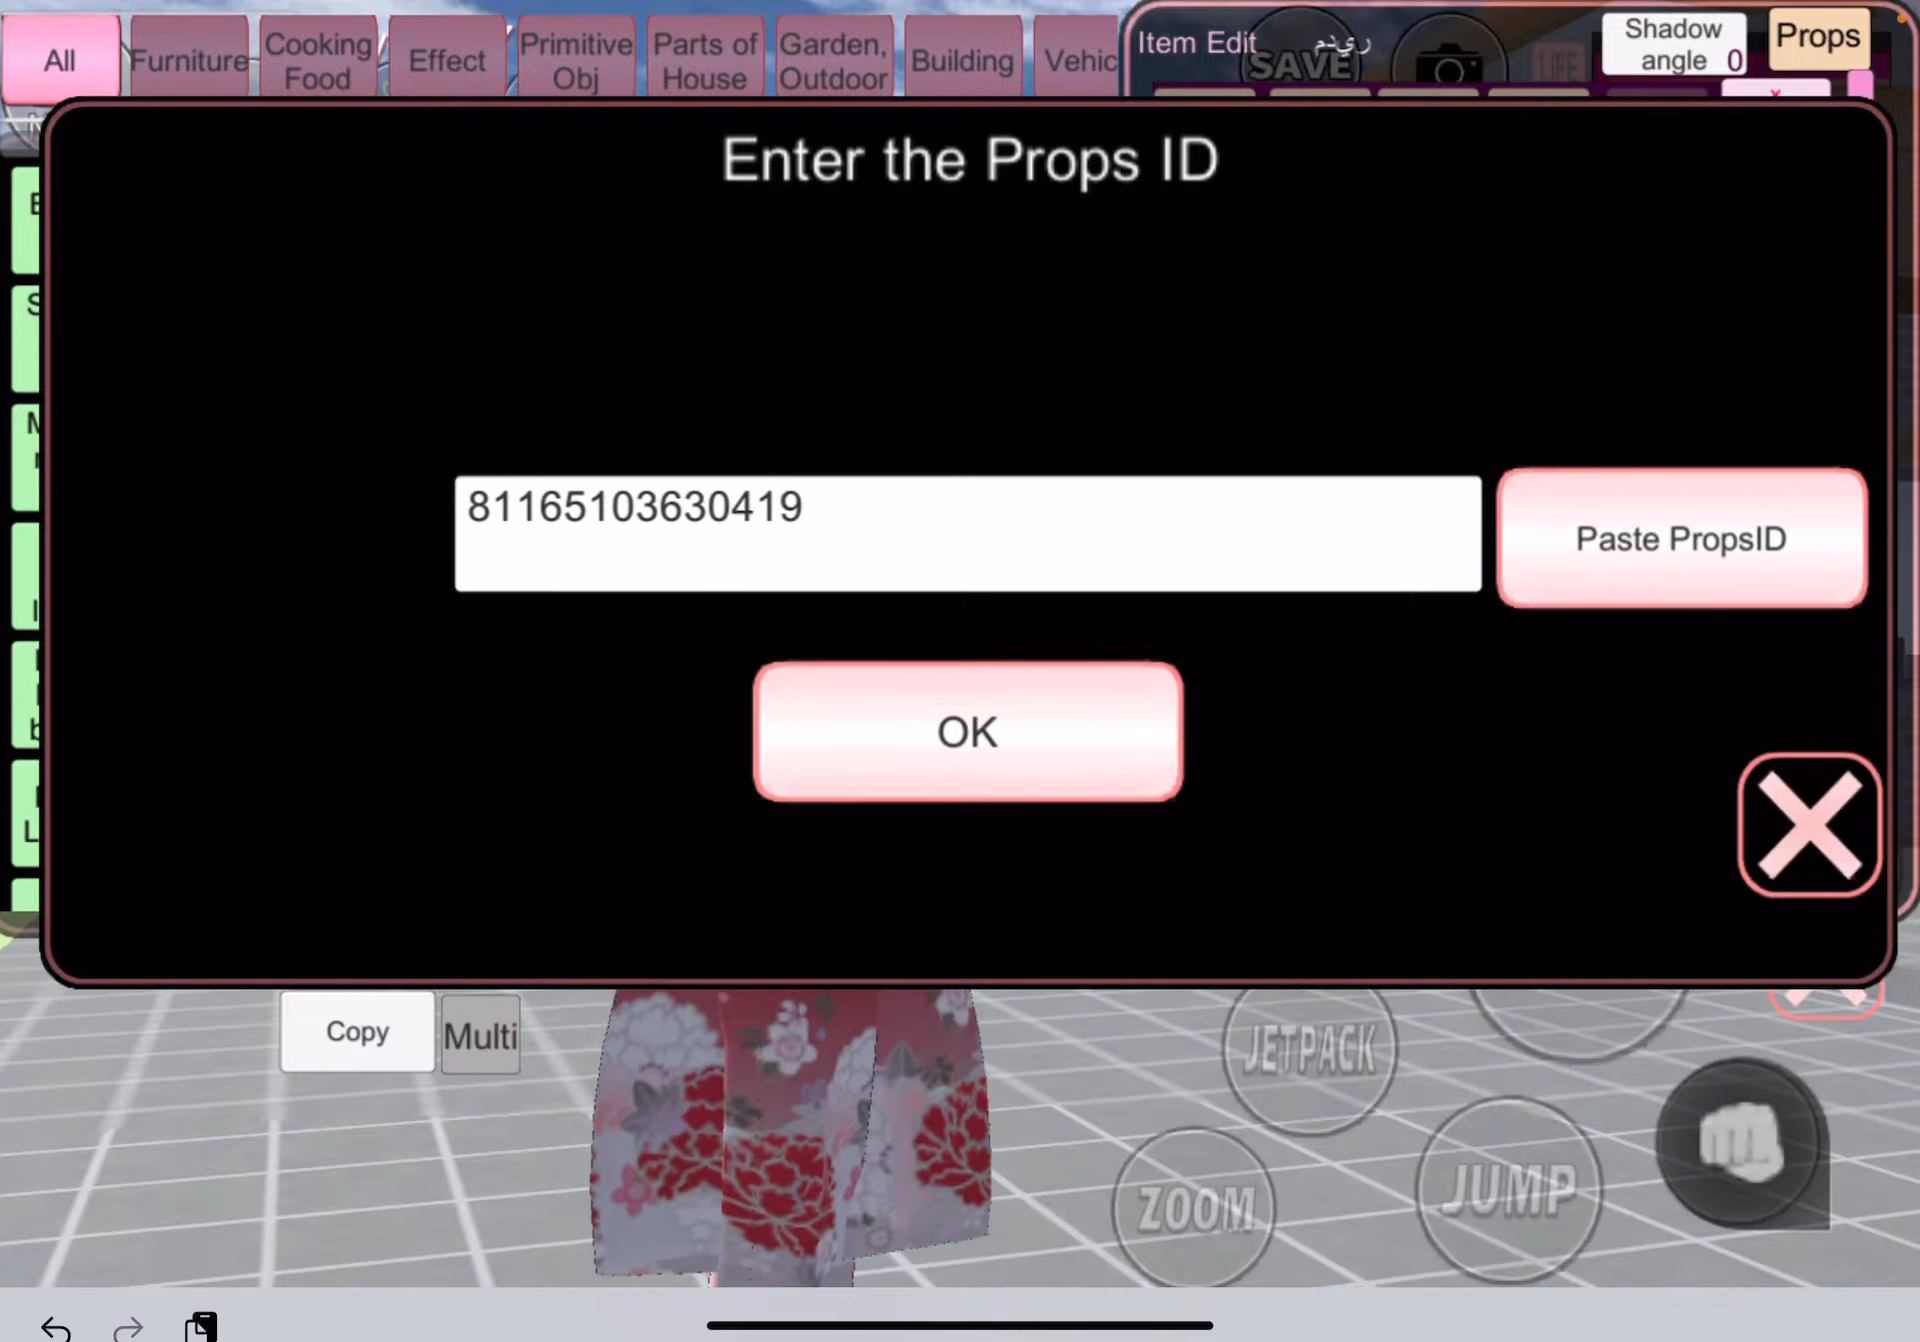 All
Furniture
Cooking
Food
Effect
Primitive
Obj
Parts of
House
Garden,
Outdoor
Building
Vehic
Item Edit
SAVE
LIFE
Shadow
angle 0
Props
Enter the Props ID
81165103630419
Paste PropsID
OK
Copy
Multi
JETPACK
ZOOM
JUMP